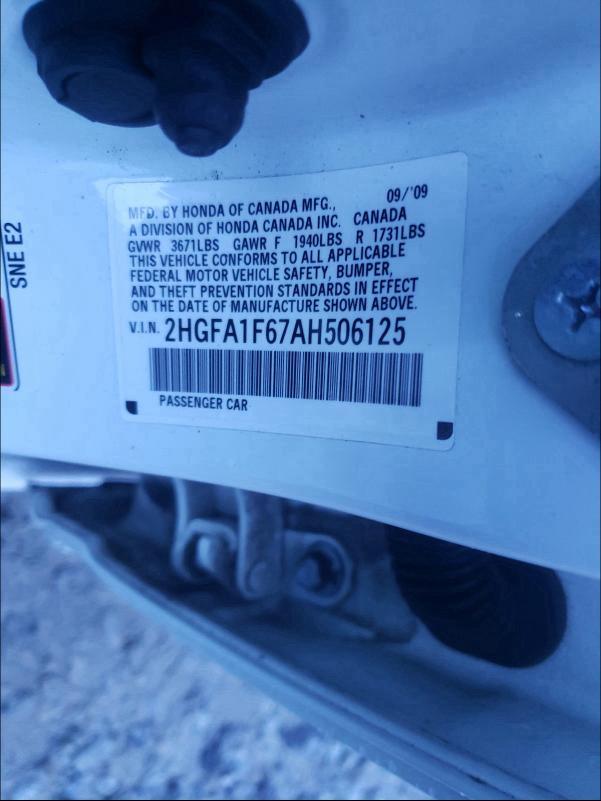 MFD. BY HONDA OF CANADA MFG., 09/'09
A DIVISION OF HONDA CANADA INC. CANADA
GVWR 3671LBS GAWR F 1940LBS R 1731LBS
THIS VEHICLE CONFORMS TO ALL APPLICABLE
FEDERAL MOTOR VEHICLE SAFETY, BUMPER,
AND THEFT PREVENTION STANDARDS IN EFFECT
ON THE DATE OF MANUFACTURE SHOWN ABOVE.
V.I.N. 2HGFA1F67AH506125
PASSENGER CAR
SNE E2